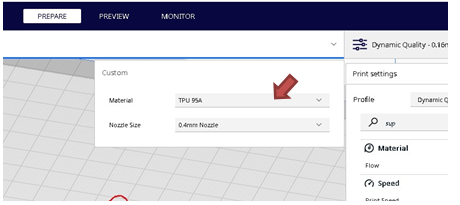 PREPARE PREVIEW MONITOR
Dynamic Quality - 0.16m
Custom
Print settings
Material TPU 95A
Profile Dynamic Q
Nozzle Size 0.4mm Nozzle
sup
Material
Flow
Speed
Print Speed